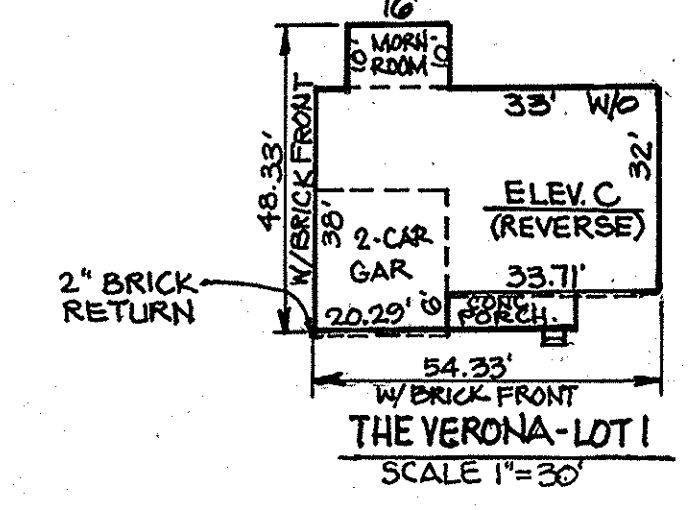 16'
10' MORN- 10'
ROOM
33' W/O
48.33'
W/BRICK FRONT
38'
32'
ELEV. C
(REVERSE)
2-CAR
GAR
33.71'
2" BRICK
RETURN
20.29' 6'
CONC.
PORCH.
54.33'
W/BRICK FRONT
THE VERONA-LOT 1
SCALE 1"=30'